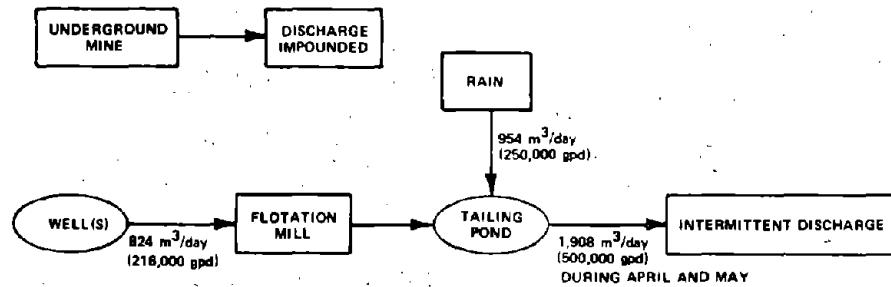 UNDERGROUND
MINE
DISCHARGE
IMPOUNDED
RAIN
954 m³/day
(250,000 gpd)
WELL(S)
824 m³/day
(216,000 gpd)
FLOTATION
MILL
TAILING
POND
1,908 m³/day
(500,000 gpd)
DURING APRIL AND MAY
INTERMITTENT DISCHARGE